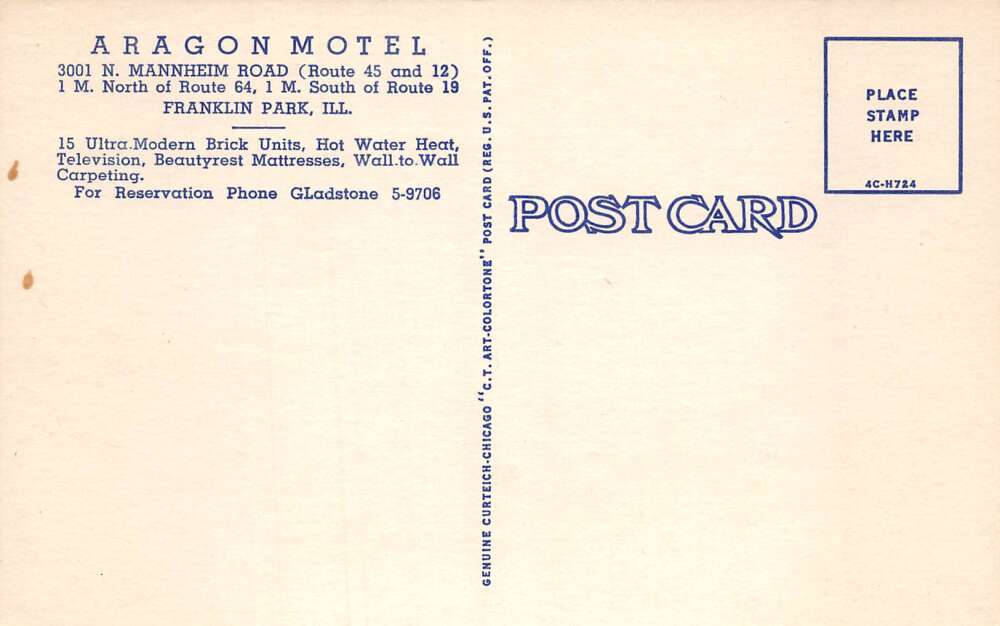 ARAGON MOTEL
3001 N. MANNHEIM ROAD (Route 45 and 12)
1 M. North of Route 64, 1 M. South of Route 19
FRANKLIN PARK, ILL.
15 Ultra-Modern Brick Units, Hot Water Heat,
Television, Beautyrest Mattresses, Wall-to-Wall
Carpeting.
For Reservation Phone GLadstone 5-9706
GENUINE CURTEICH-CHICAGO "C.T. ART-COLORTONE" POST CARD (REG. U.S. PAT. OFF.)
POST CARD
PLACE
STAMP
HERE
4C-H724